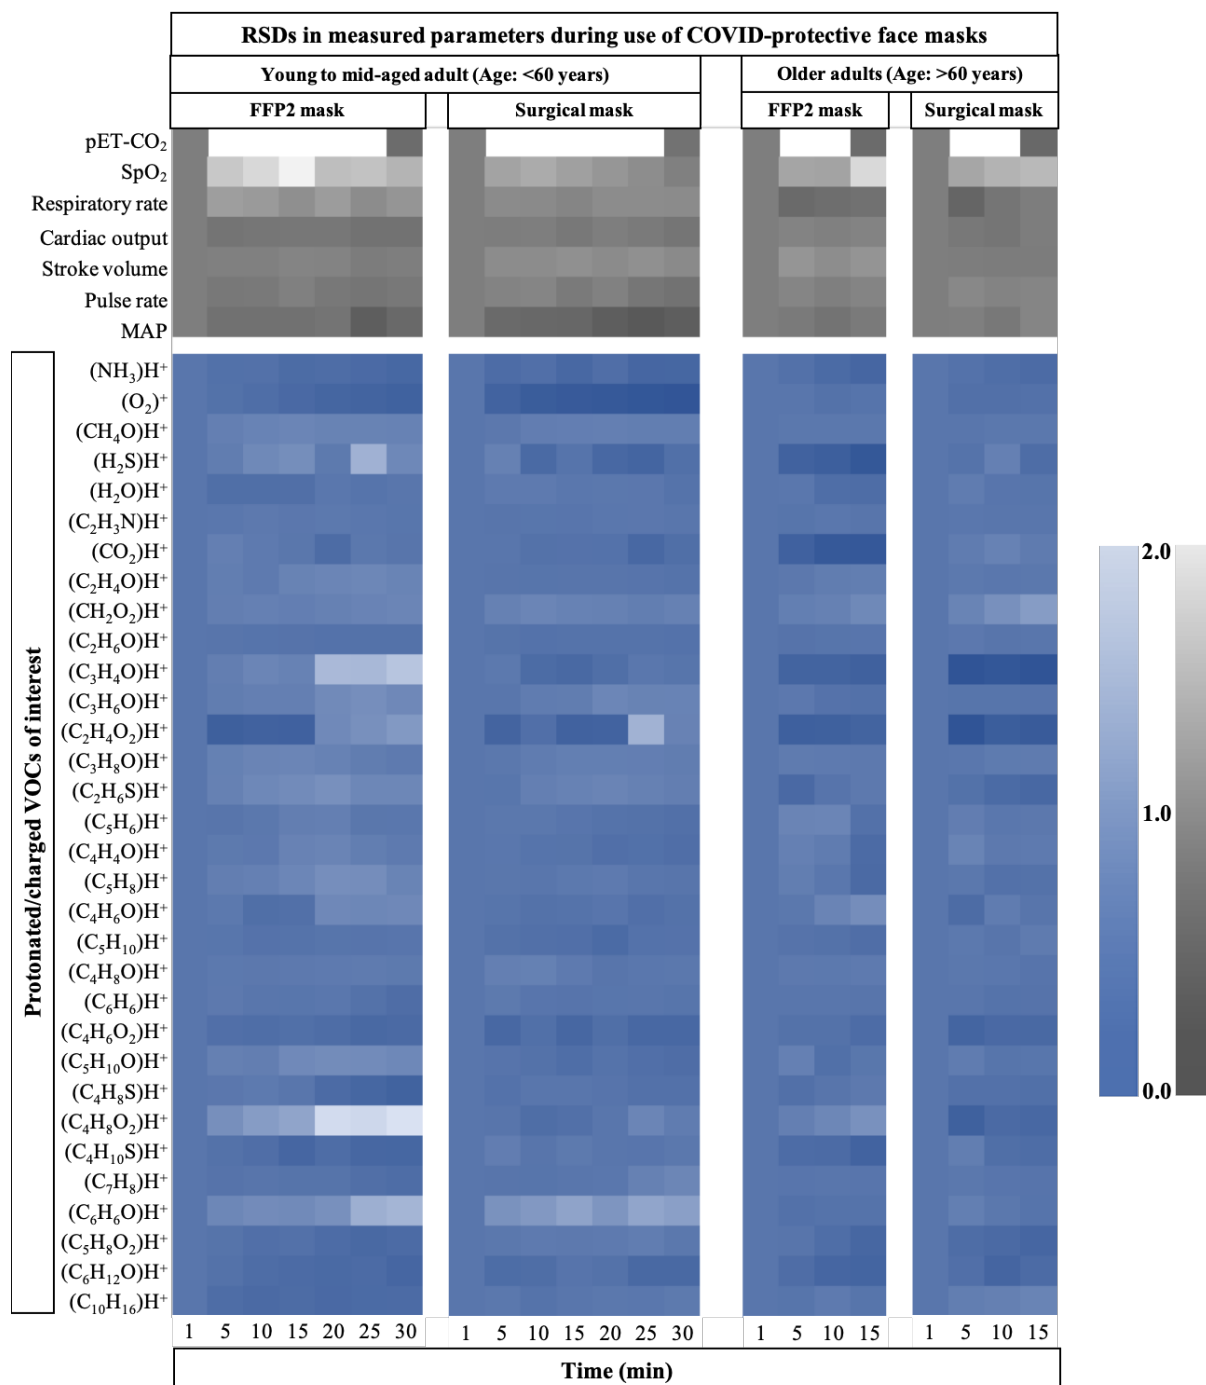 RSDs in measured parameters during use of COVID-protective face masks
Young to mid-aged adult (Age: <60 years)
Older adults (Age: >60 years)
FFP2 mask
Surgical mask
FFP2 mask
Surgical mask
pET-CO₂
SpO₂
Respiratory rate
Cardiac output
Stroke volume
Pulse rate
MAP
Protonated/charged VOCs of interest
(NH₃)H⁺
(O₂)⁺
(CH₄O)H⁺
(H₂S)H⁺
(H₂O)H⁺
(C₂H₃N)H⁺
(CO₂)H⁺
(C₂H₄O)H⁺
(CH₂O₂)H⁺
(C₂H₆O)H⁺
(C₃H₄O)H⁺
(C₃H₆O)H⁺
(C₂H₄O₂)H⁺
(C₃H₈O)H⁺
(C₂H₆S)H⁺
(C₅H₆)H⁺
(C₄H₄O)H⁺
(C₅H₈)H⁺
(C₄H₆O)H⁺
(C₅H₁₀)H⁺
(C₄H₈O)H⁺
(C₆H₆)H⁺
(C₄H₆O₂)H⁺
(C₅H₁₀O)H⁺
(C₄H₈S)H⁺
(C₄H₈O₂)H⁺
(C₄H₁₀S)H⁺
(C₇H₈)H⁺
(C₆H₆O)H⁺
(C₅H₈O₂)H⁺
(C₆H₁₂O)H⁺
(C₁₀H₁₆)H⁺
2.0
1.0
0.0
1 5 10 15 20 25 30 1 5 10 15 20 25 30 1 5 10 15 1 5 10 15
Time (min)